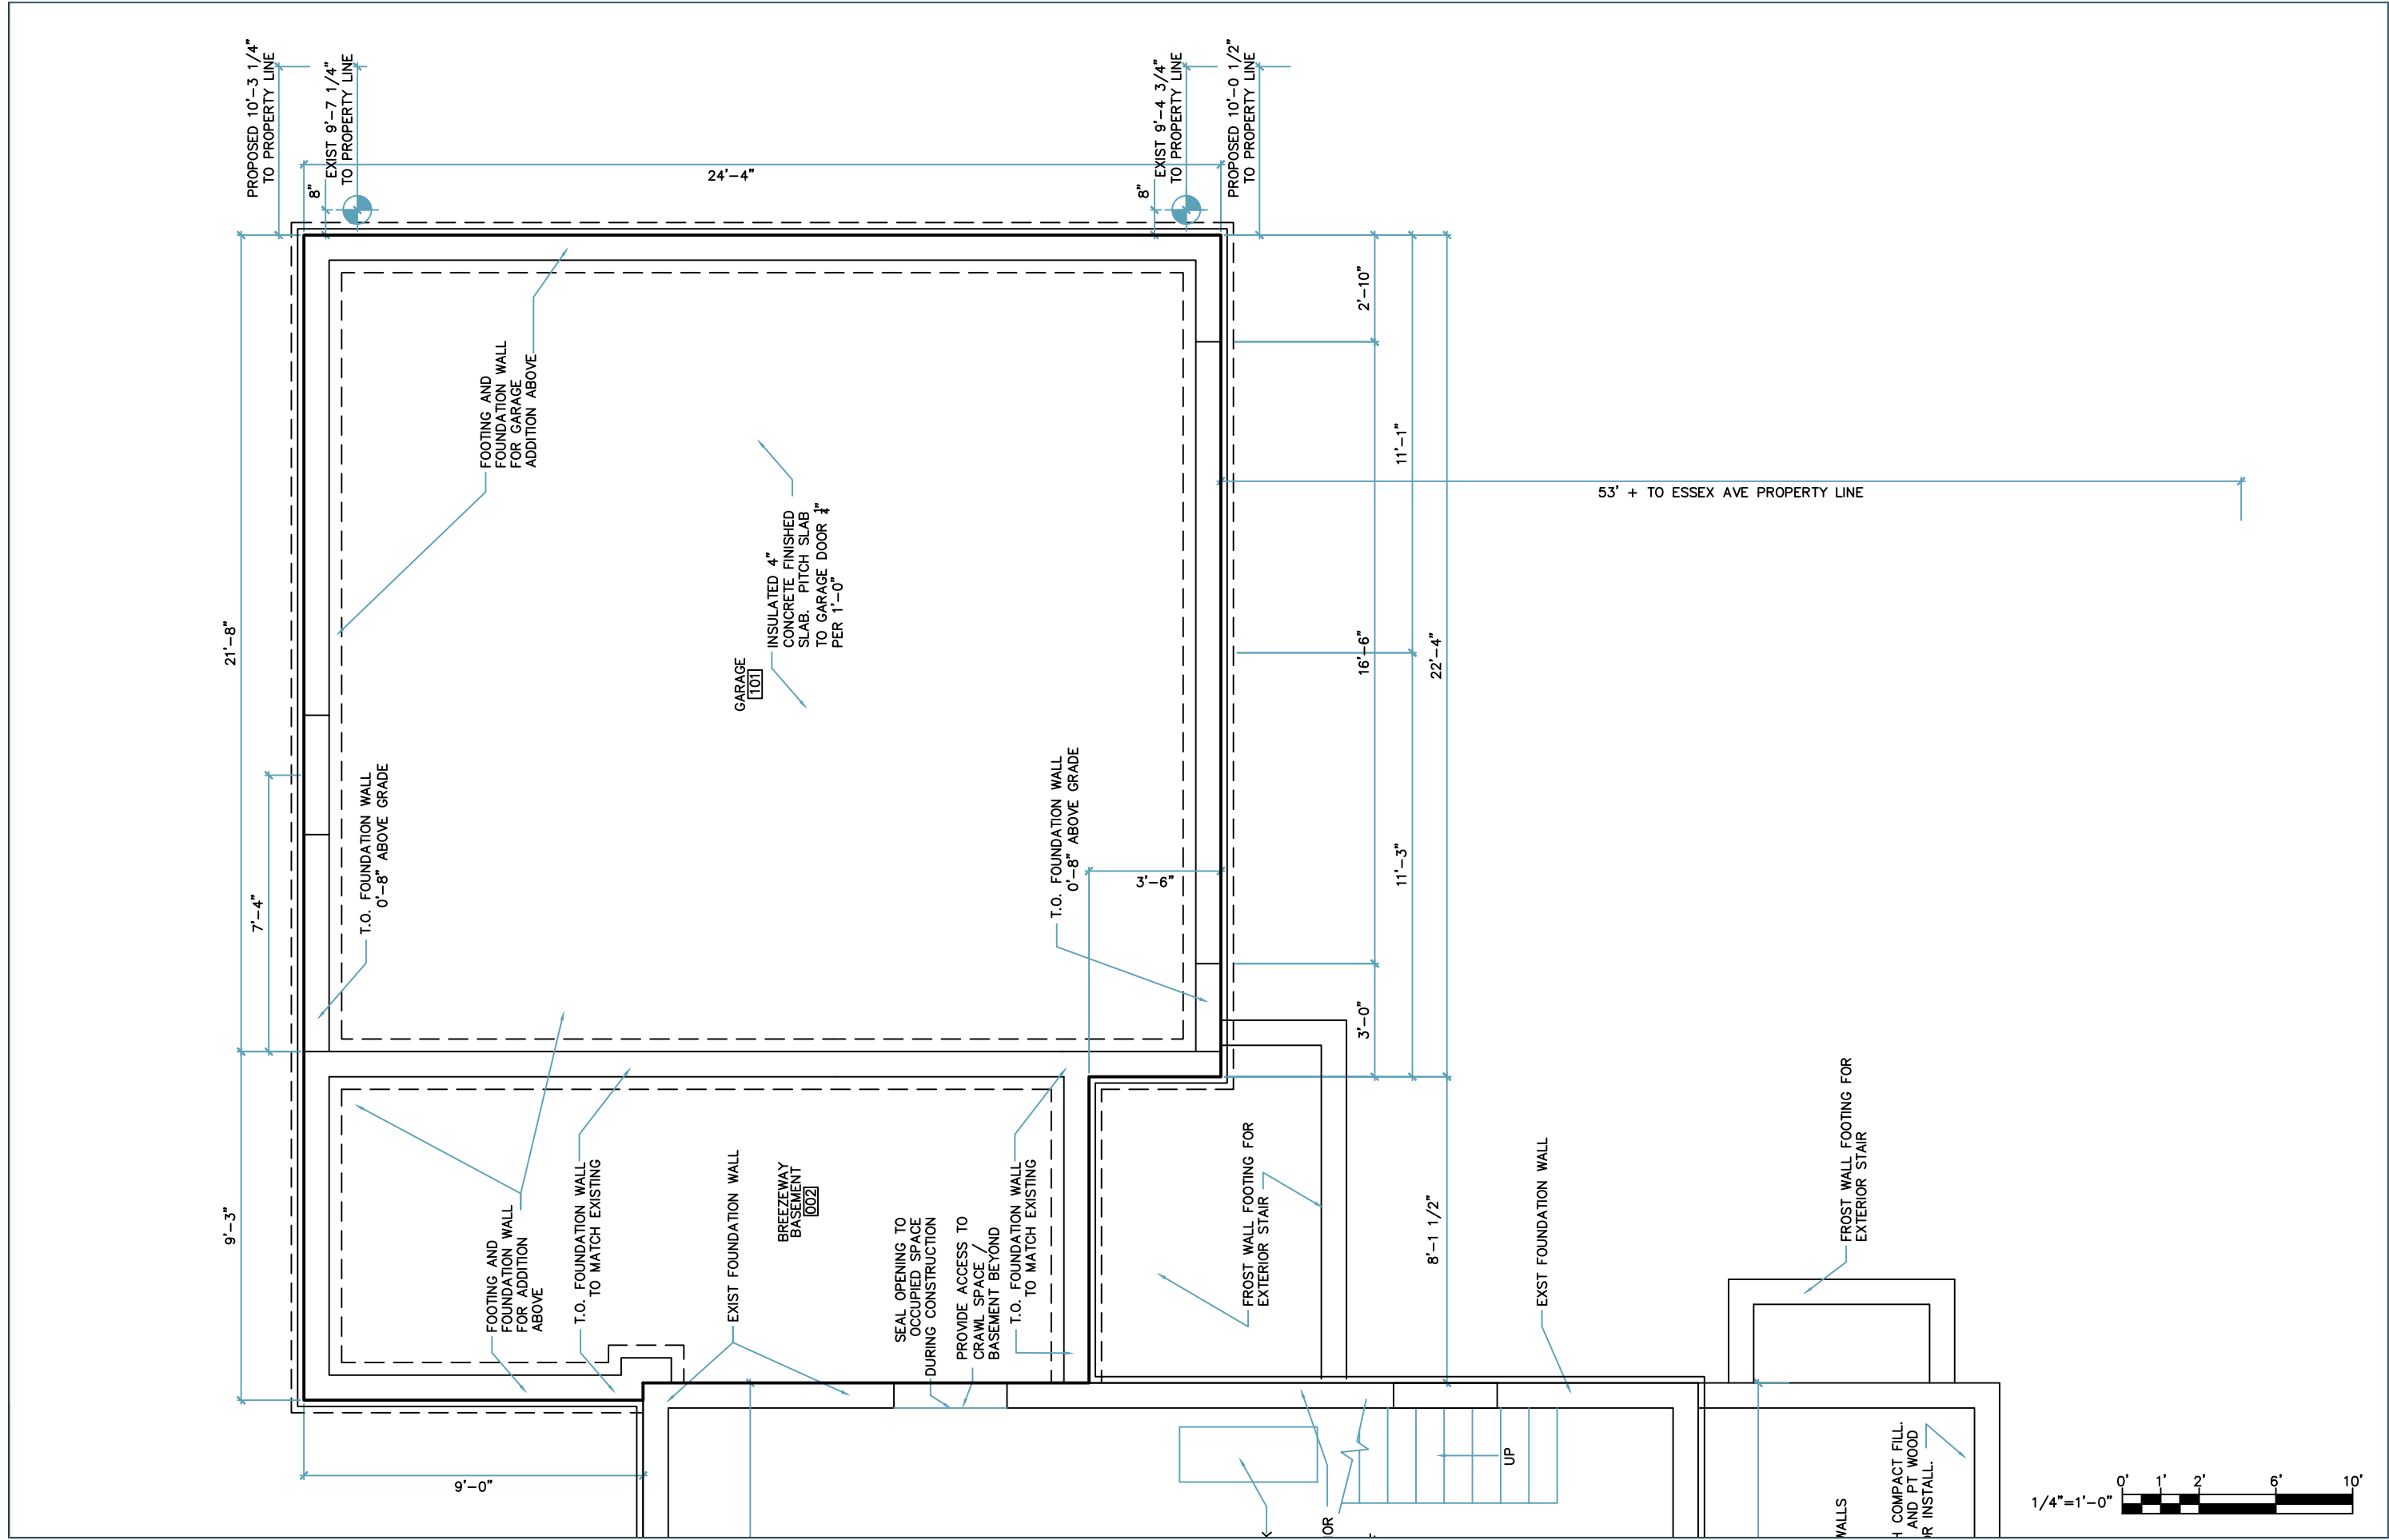 PROPOSED 10'-3 1/4"
TO PROPERTY LINE
EXIST 9'-7 1/4"
TO PROPERTY LINE
8"
24'-4"
8"
EXIST 9'-4 3/4"
TO PROPERTY LINE
PROPOSED 10'-0 1/2"
TO PROPERTY LINE
2'-10"
11'-1"
53' + TO ESSEX AVE PROPERTY LINE
16'-6"
22'-4"
11'-3"
3'-0"
8'-1 1/2"
21'-8"
7'-4"
9'-3"
9'-0"
3'-6"
FOOTING AND
FOUNDATION WALL
FOR GARAGE
ADDITION ABOVE
GARAGE
101
INSULATED 4"
CONCRETE FINISHED
SLAB. PITCH SLAB
TO GARAGE DOOR 1/4"
PER 1'-0"
T.O. FOUNDATION WALL
0'-8" ABOVE GRADE
T.O. FOUNDATION WALL
0'-8" ABOVE GRADE
FOOTING AND
FOUNDATION WALL
FOR ADDITION
ABOVE
T.O. FOUNDATION WALL
TO MATCH EXISTING
EXIST FOUNDATION WALL
BREEZEWAY
BASEMENT
002
SEAL OPENING TO
OCCUPIED SPACE
DURING CONSTRUCTION
PROVIDE ACCESS TO
CRAWL SPACE /
BASEMENT BEYOND
T.O. FOUNDATION WALL
TO MATCH EXISTING
FROST WALL FOOTING FOR
EXTERIOR STAIR
EXST FOUNDATION WALL
FROST WALL FOOTING FOR
EXTERIOR STAIR
UP
OR
WALLS
H COMPACT FILL.
AND PT WOOD
R INSTALL.
1/4"=1'-0"
0' 1' 2' 6' 10'